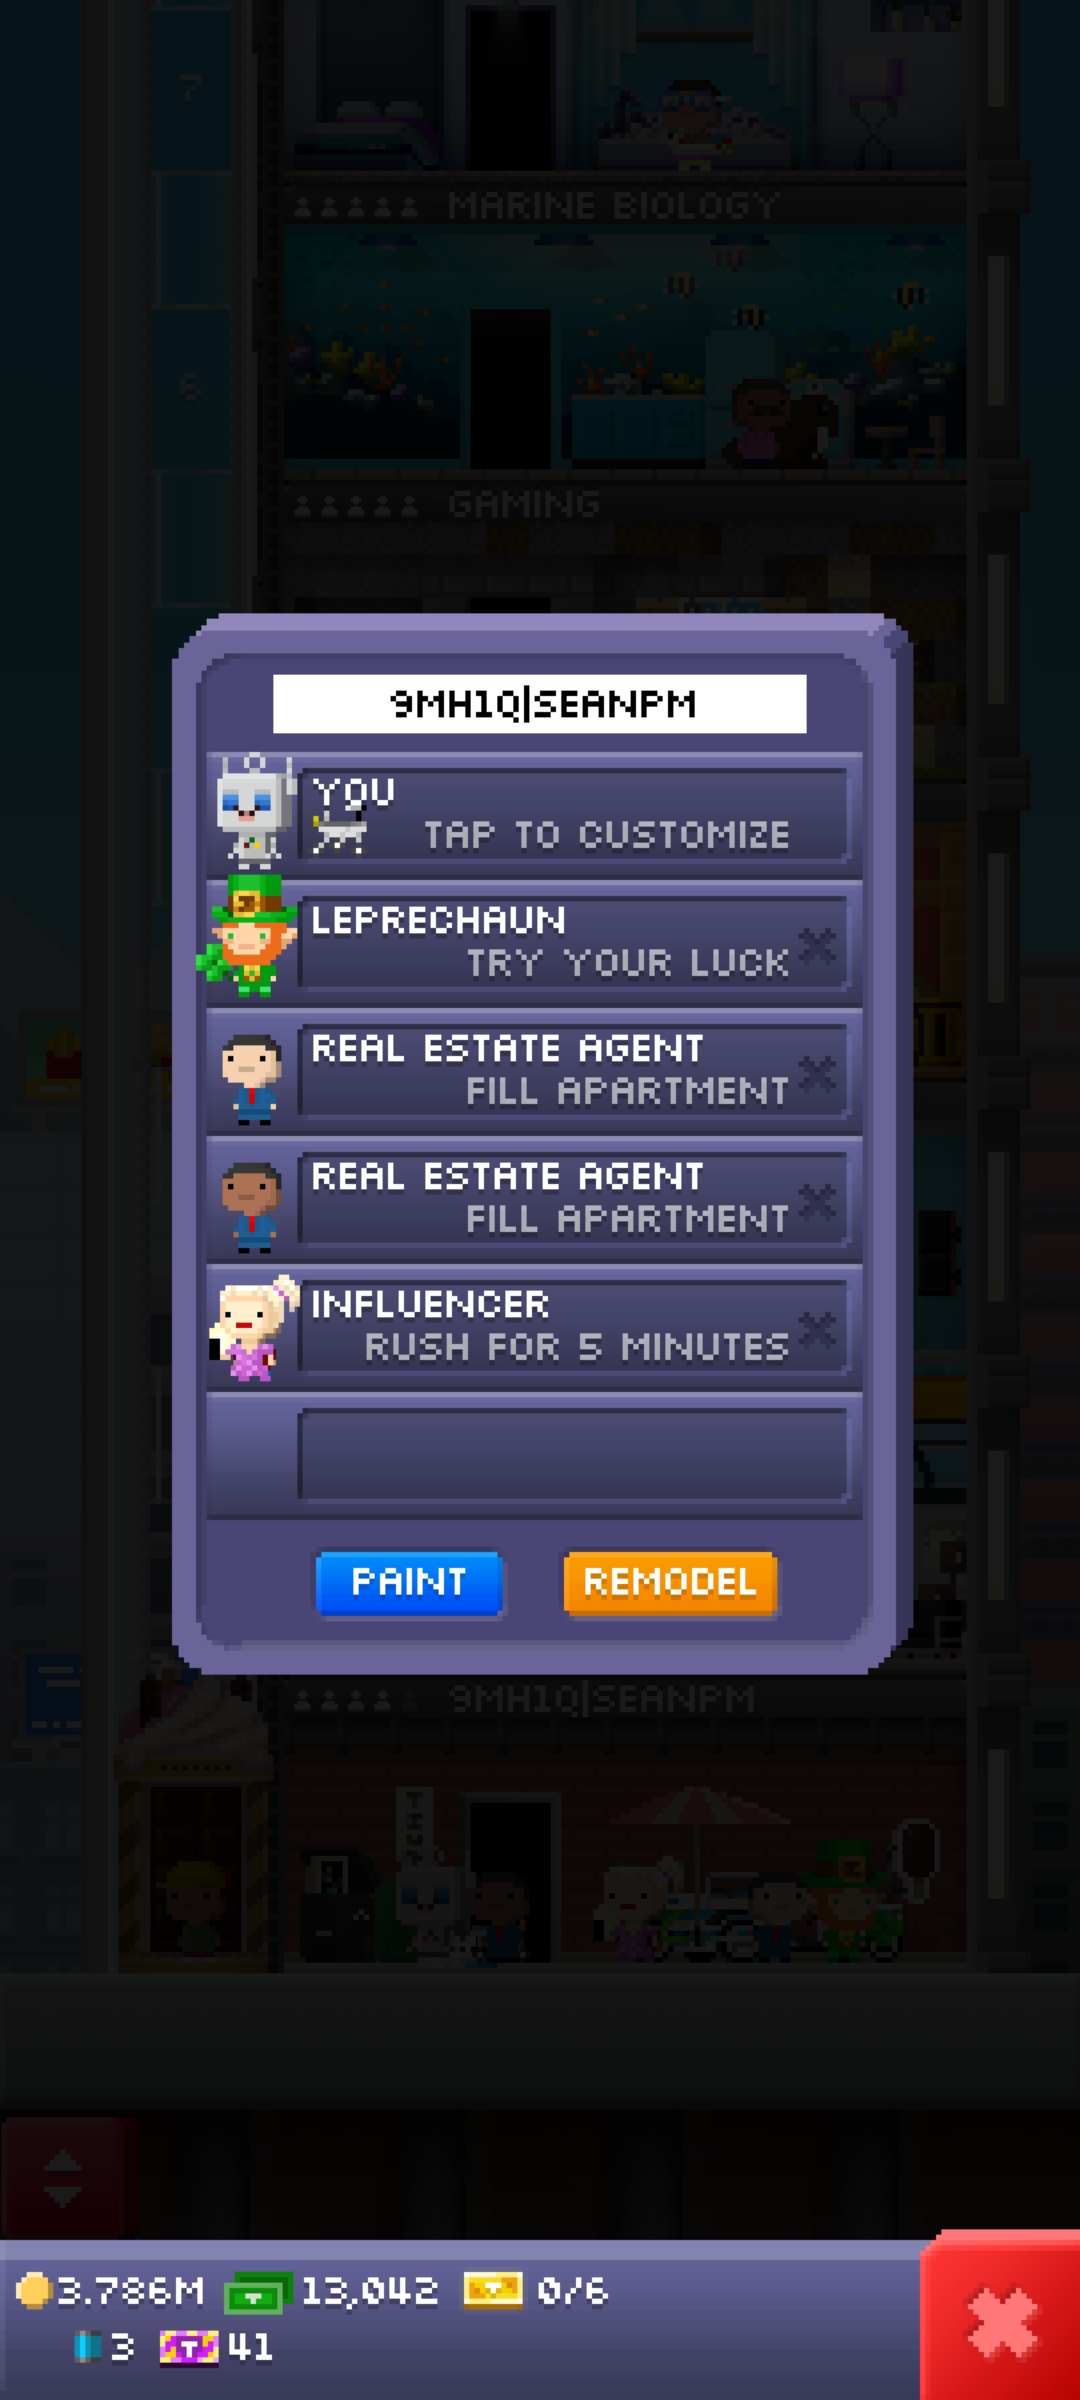 7
MARINE BIOLOGY
6
GAMING
9MH1Q|SEANPM
YOU
TAP TO CUSTOMIZE
LEPRECHAUN
TRY YOUR LUCK
REAL ESTATE AGENT
FILL APARTMENT
REAL ESTATE AGENT
FILL APARTMENT
INFLUENCER
RUSH FOR 5 MINUTES
PAINT
REMODEL
9MH1Q|SEANPM
3.786M
13,042
0/6
3
41